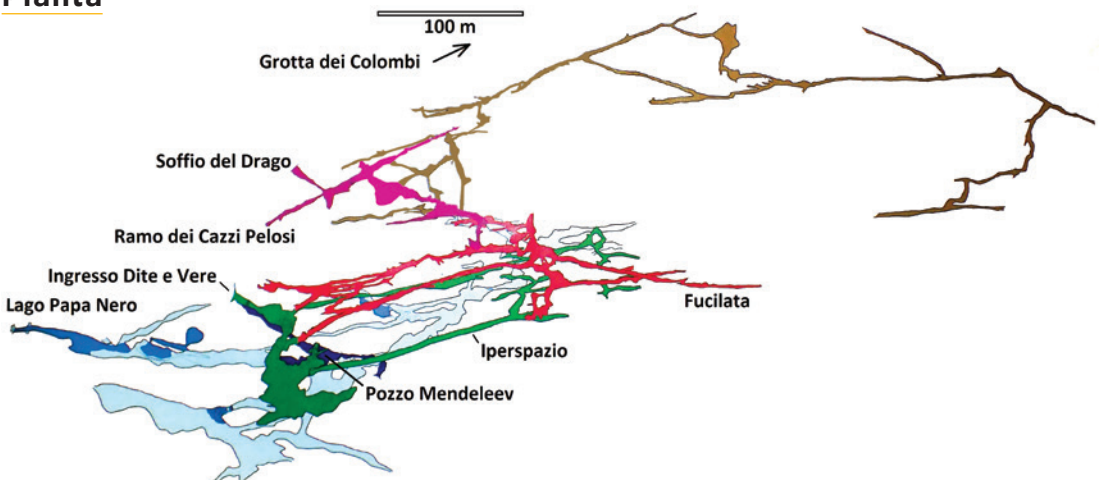 Pianta
100 m
Grotta dei Colombi
Soffio del Drago
Ramo dei Cazzi Pelosi
Ingresso Dite e Vere
Lago Papa Nero
Fucilata
Iperspazio
Pozzo Mendeleev